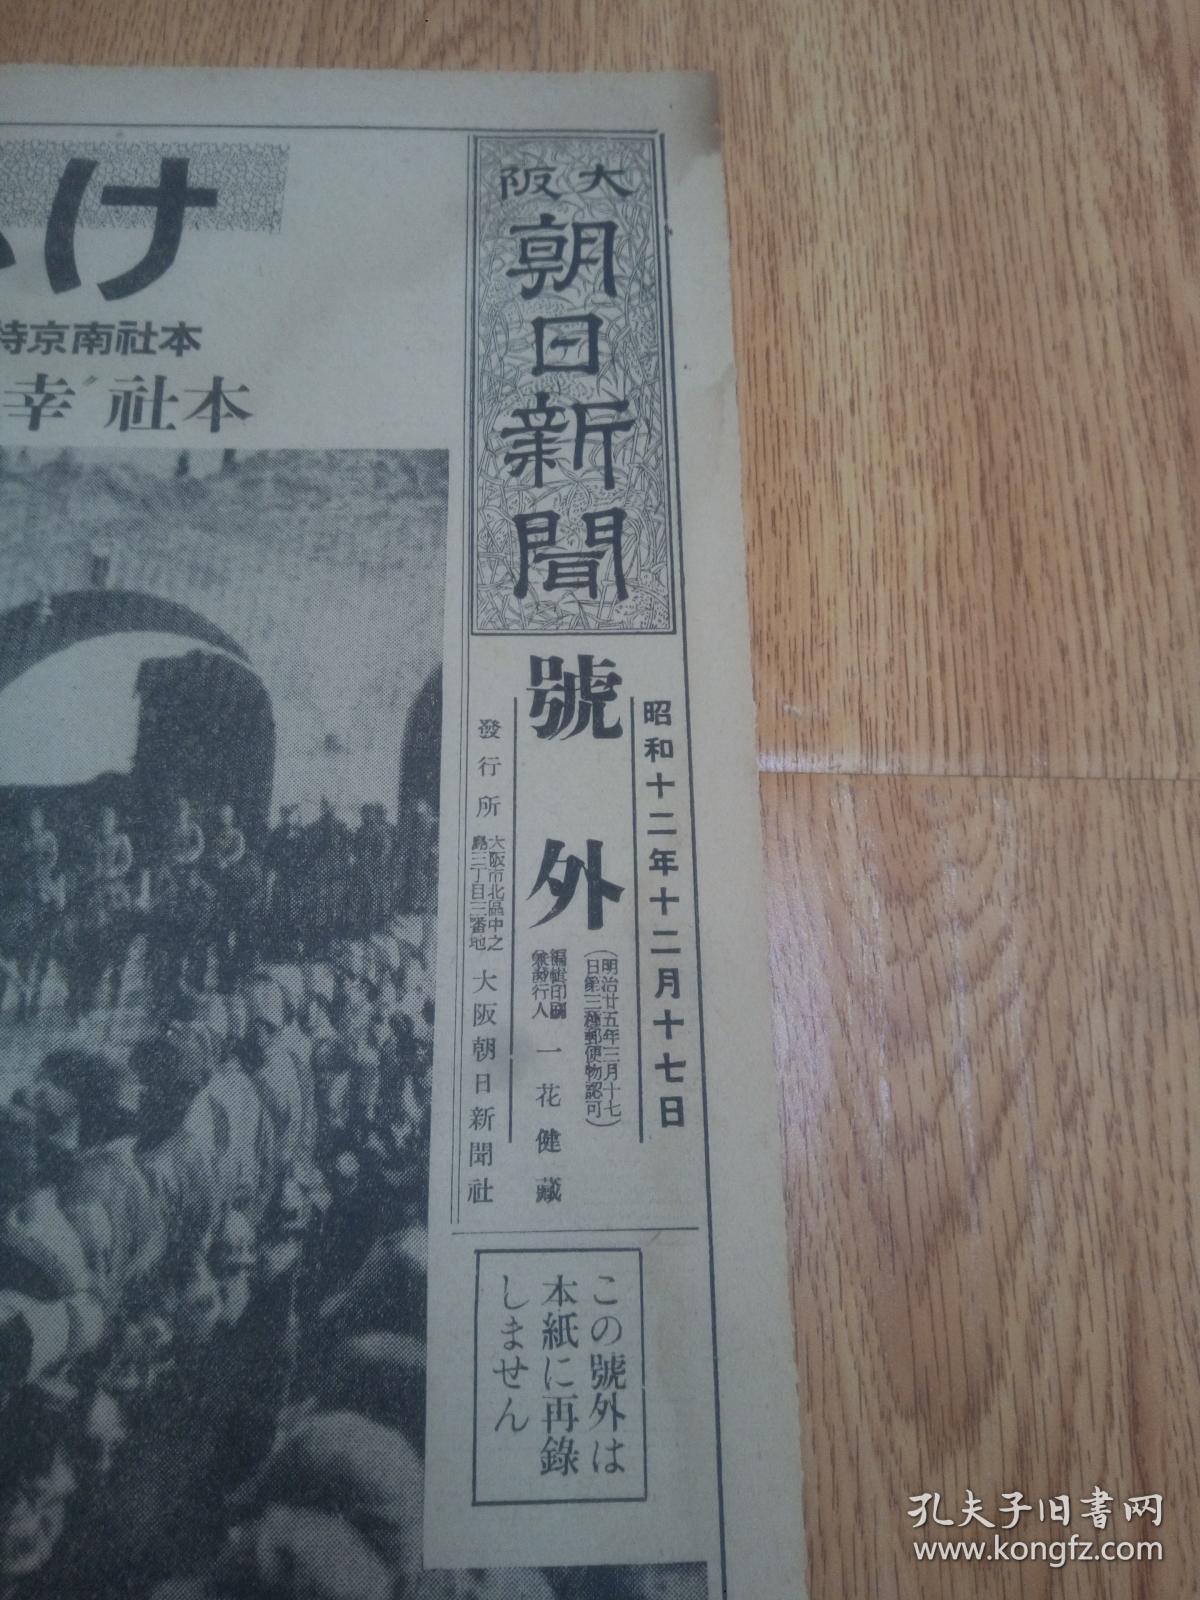 大阪
朝日新聞
號外
昭和十二年十二月十七日
(明治廿五年三月十七
日第三種郵便物認可)
編輯印刷
兼發行人
一花健藏
發行所
大阪市北區中之
島三丁目三番地
大阪朝日新聞社
この號外は
本紙に再錄
しません
け
本社南京特
本社"幸
孔夫子旧书网
www.kongfz.com